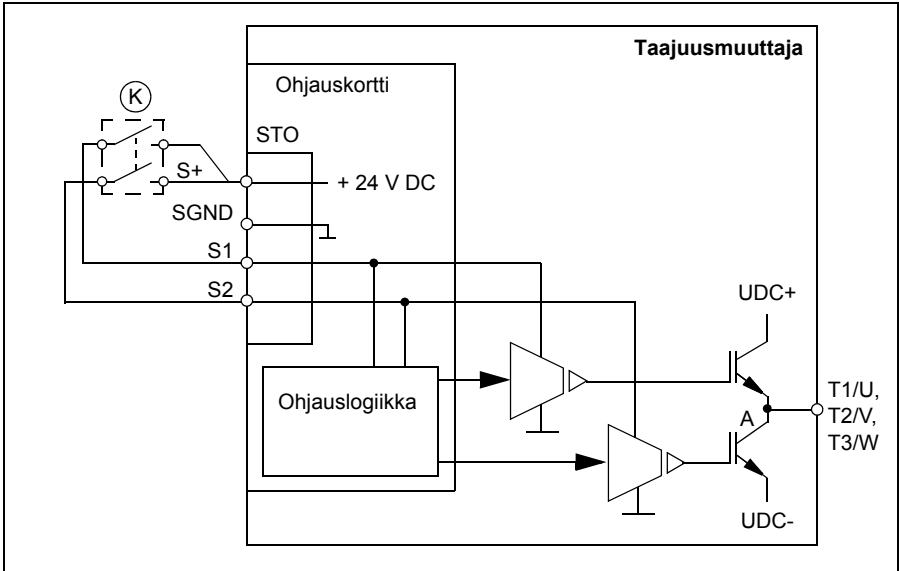 Taajuusmuuttaja
Ohjauskortti
K
STO
S+
+ 24 V DC
SGND
S1
S2
UDC+
Ohjauslogiikka
A
T1/U,
T2/V,
T3/W
UDC-